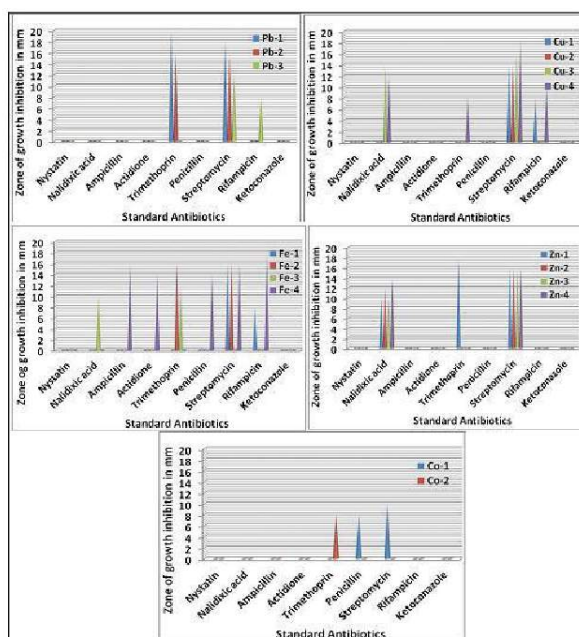 Zone of growth inhibition in mm
20
18
16
14
12
10
8
6
4
2
0
Pb-1
Pb-2
Pb-3
Nystatin
Nalidixic acid
Ampicillin
Actidione
Trimethoprin
Penicillin
Streptomycin
Rifampicin
Ketoconazole
Standard Antibiotics
Zone of growth inhibition in mm
20
18
16
14
12
10
8
6
4
2
0
Cu-1
Cu-2
Cu-3
Cu-4
Nystatin
Nalidixic acid
Ampicillin
Actidione
Trimethoprin
Penicillin
Streptomycin
Rifampicin
Ketoconazole
Standard Antibiotics
Zone og growth inhibition in mm
20
18
16
14
12
10
8
6
4
2
0
Fe-1
Fe-2
Fe-3
Fe-4
Nystatin
Nalidixic acid
Ampicillin
Actidione
Trimethoprin
Penicillin
Streptomycin
Rifampicin
Ketoconazole
Standard Antibiotics
Zone of growth inhibition in mm
20
18
16
14
12
10
8
6
4
2
0
Zn-1
Zn-2
Zn-3
Zn-4
Nystatin
Nalidixic acid
Ampicillin
Actidione
Trimethoprin
Penicillin
Streptomycin
Rifampicin
Ketoconazole
Standard Antibiotics
Zone of growth inhibition in mm
20
18
16
14
12
10
8
6
4
2
0
Co-1
Co-2
Nystatin
Nalidixic acid
Ampicillin
Actidione
Trimethoprin
Penicillin
Streptomycin
Rifampicin
Ketoconazole
Standard Antibiotics